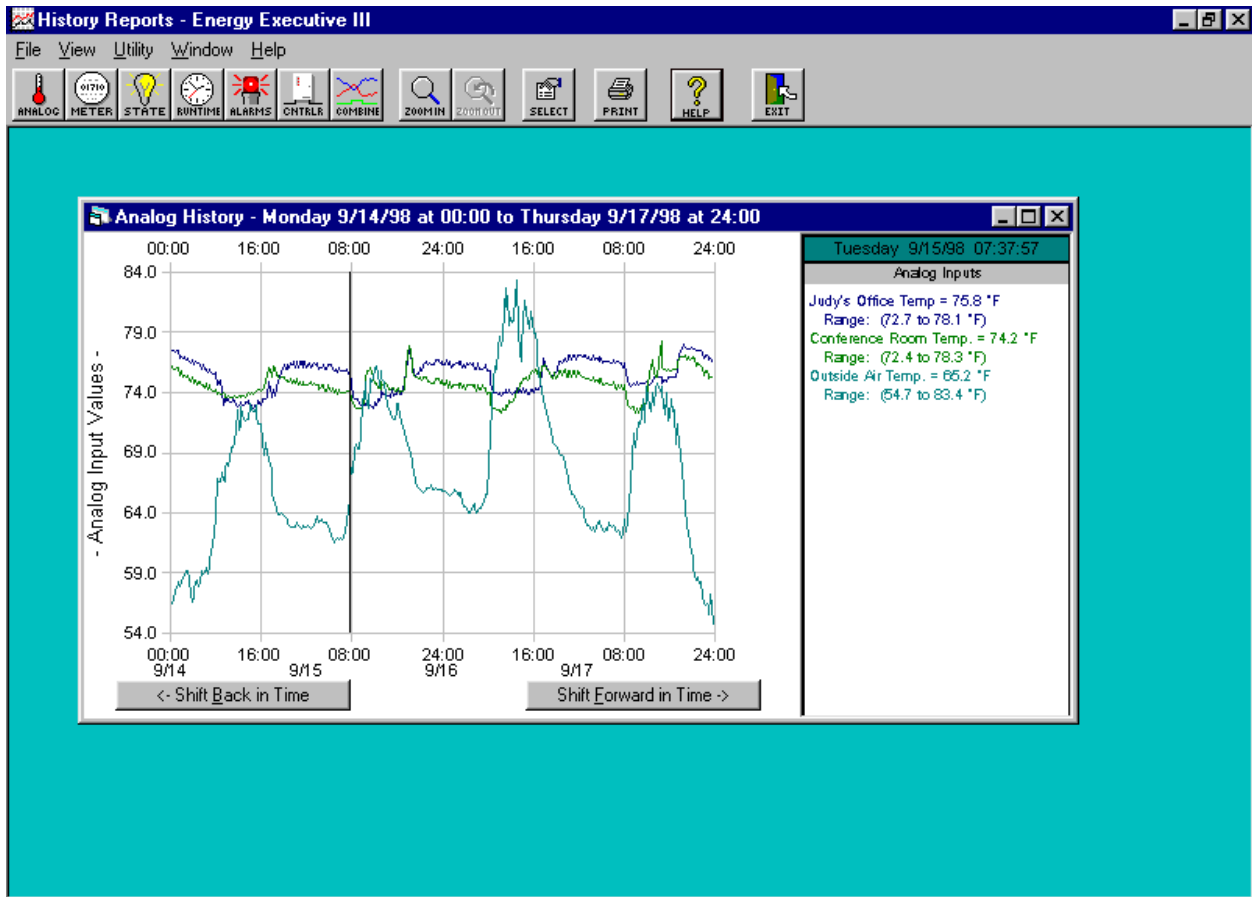 History Reports - Energy Executive III
File View Utility Window Help
ANALOG METER STATE RUNTIME ALARMS CNTRLR COMBINE ZOOM IN ZOOM OUT SELECT PRINT HELP EXIT
01710
Analog History - Monday 9/14/98 at 00:00 to Thursday 9/17/98 at 24:00
00:00 16:00 08:00 24:00 16:00 08:00 24:00
84.0
79.0
74.0
69.0
64.0
59.0
54.0
- Analog Input Values -
00:00 16:00 08:00 24:00 16:00 08:00 24:00
9/14 9/15 9/16 9/17
<- Shift Back in Time
Shift Forward in Time ->
Tuesday 9/15/98 07:37:57
Analog Inputs
Judy's Office Temp = 75.8 °F
Range: (72.7 to 78.1 °F)
Conference Room Temp. = 74.2 °F
Range: (72.4 to 78.3 °F)
Outside Air Temp. = 65.2 °F
Range: (54.7 to 83.4 °F)